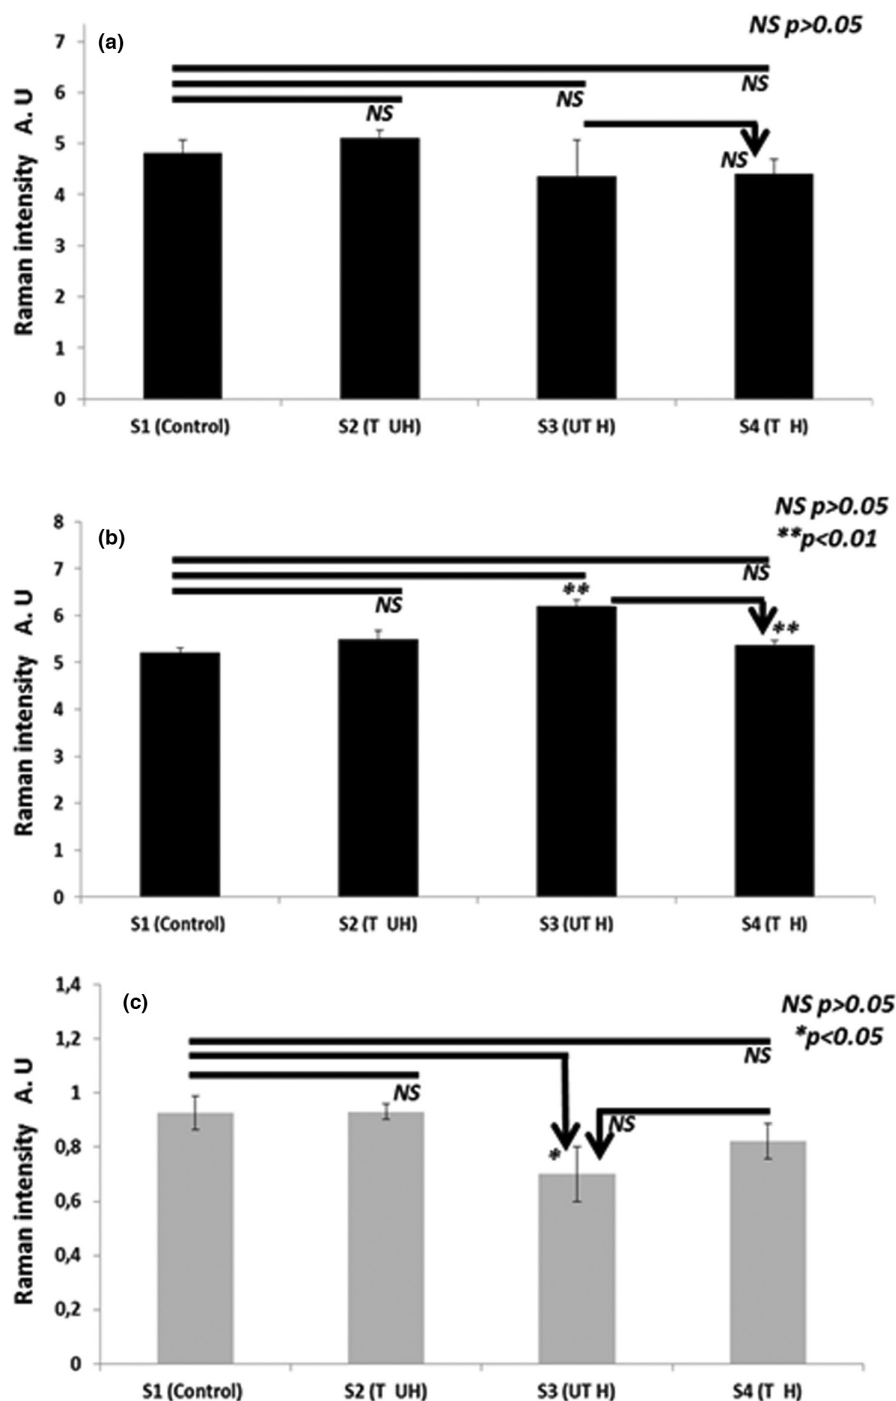 (a)
NS p>0.05
Raman intensity A. U
7
6
5
4
3
2
1
0
NS
NS
NS
NS
S1 (Control)
S2 (T UH)
S3 (UT H)
S4 (T H)
(b)
NS p>0.05
**p<0.01
Raman intensity A. U
8
7
6
5
4
3
2
1
0
NS
**
NS
**
S1 (Control)
S2 (T UH)
S3 (UT H)
S4 (T H)
(c)
NS p>0.05
*p<0.05
Raman intensity A. U
1,4
1,2
1
0,8
0,6
0,4
0,2
0
NS
NS
NS
*
S1 (Control)
S2 (T UH)
S3 (UT H)
S4 (T H)